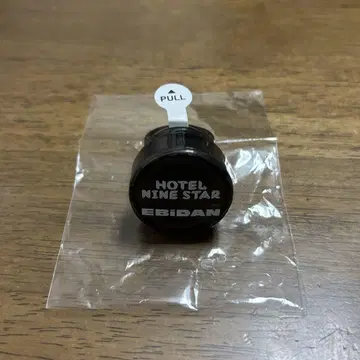 ▲
PULL
HOTEL
NINE STAR
EBiDAN